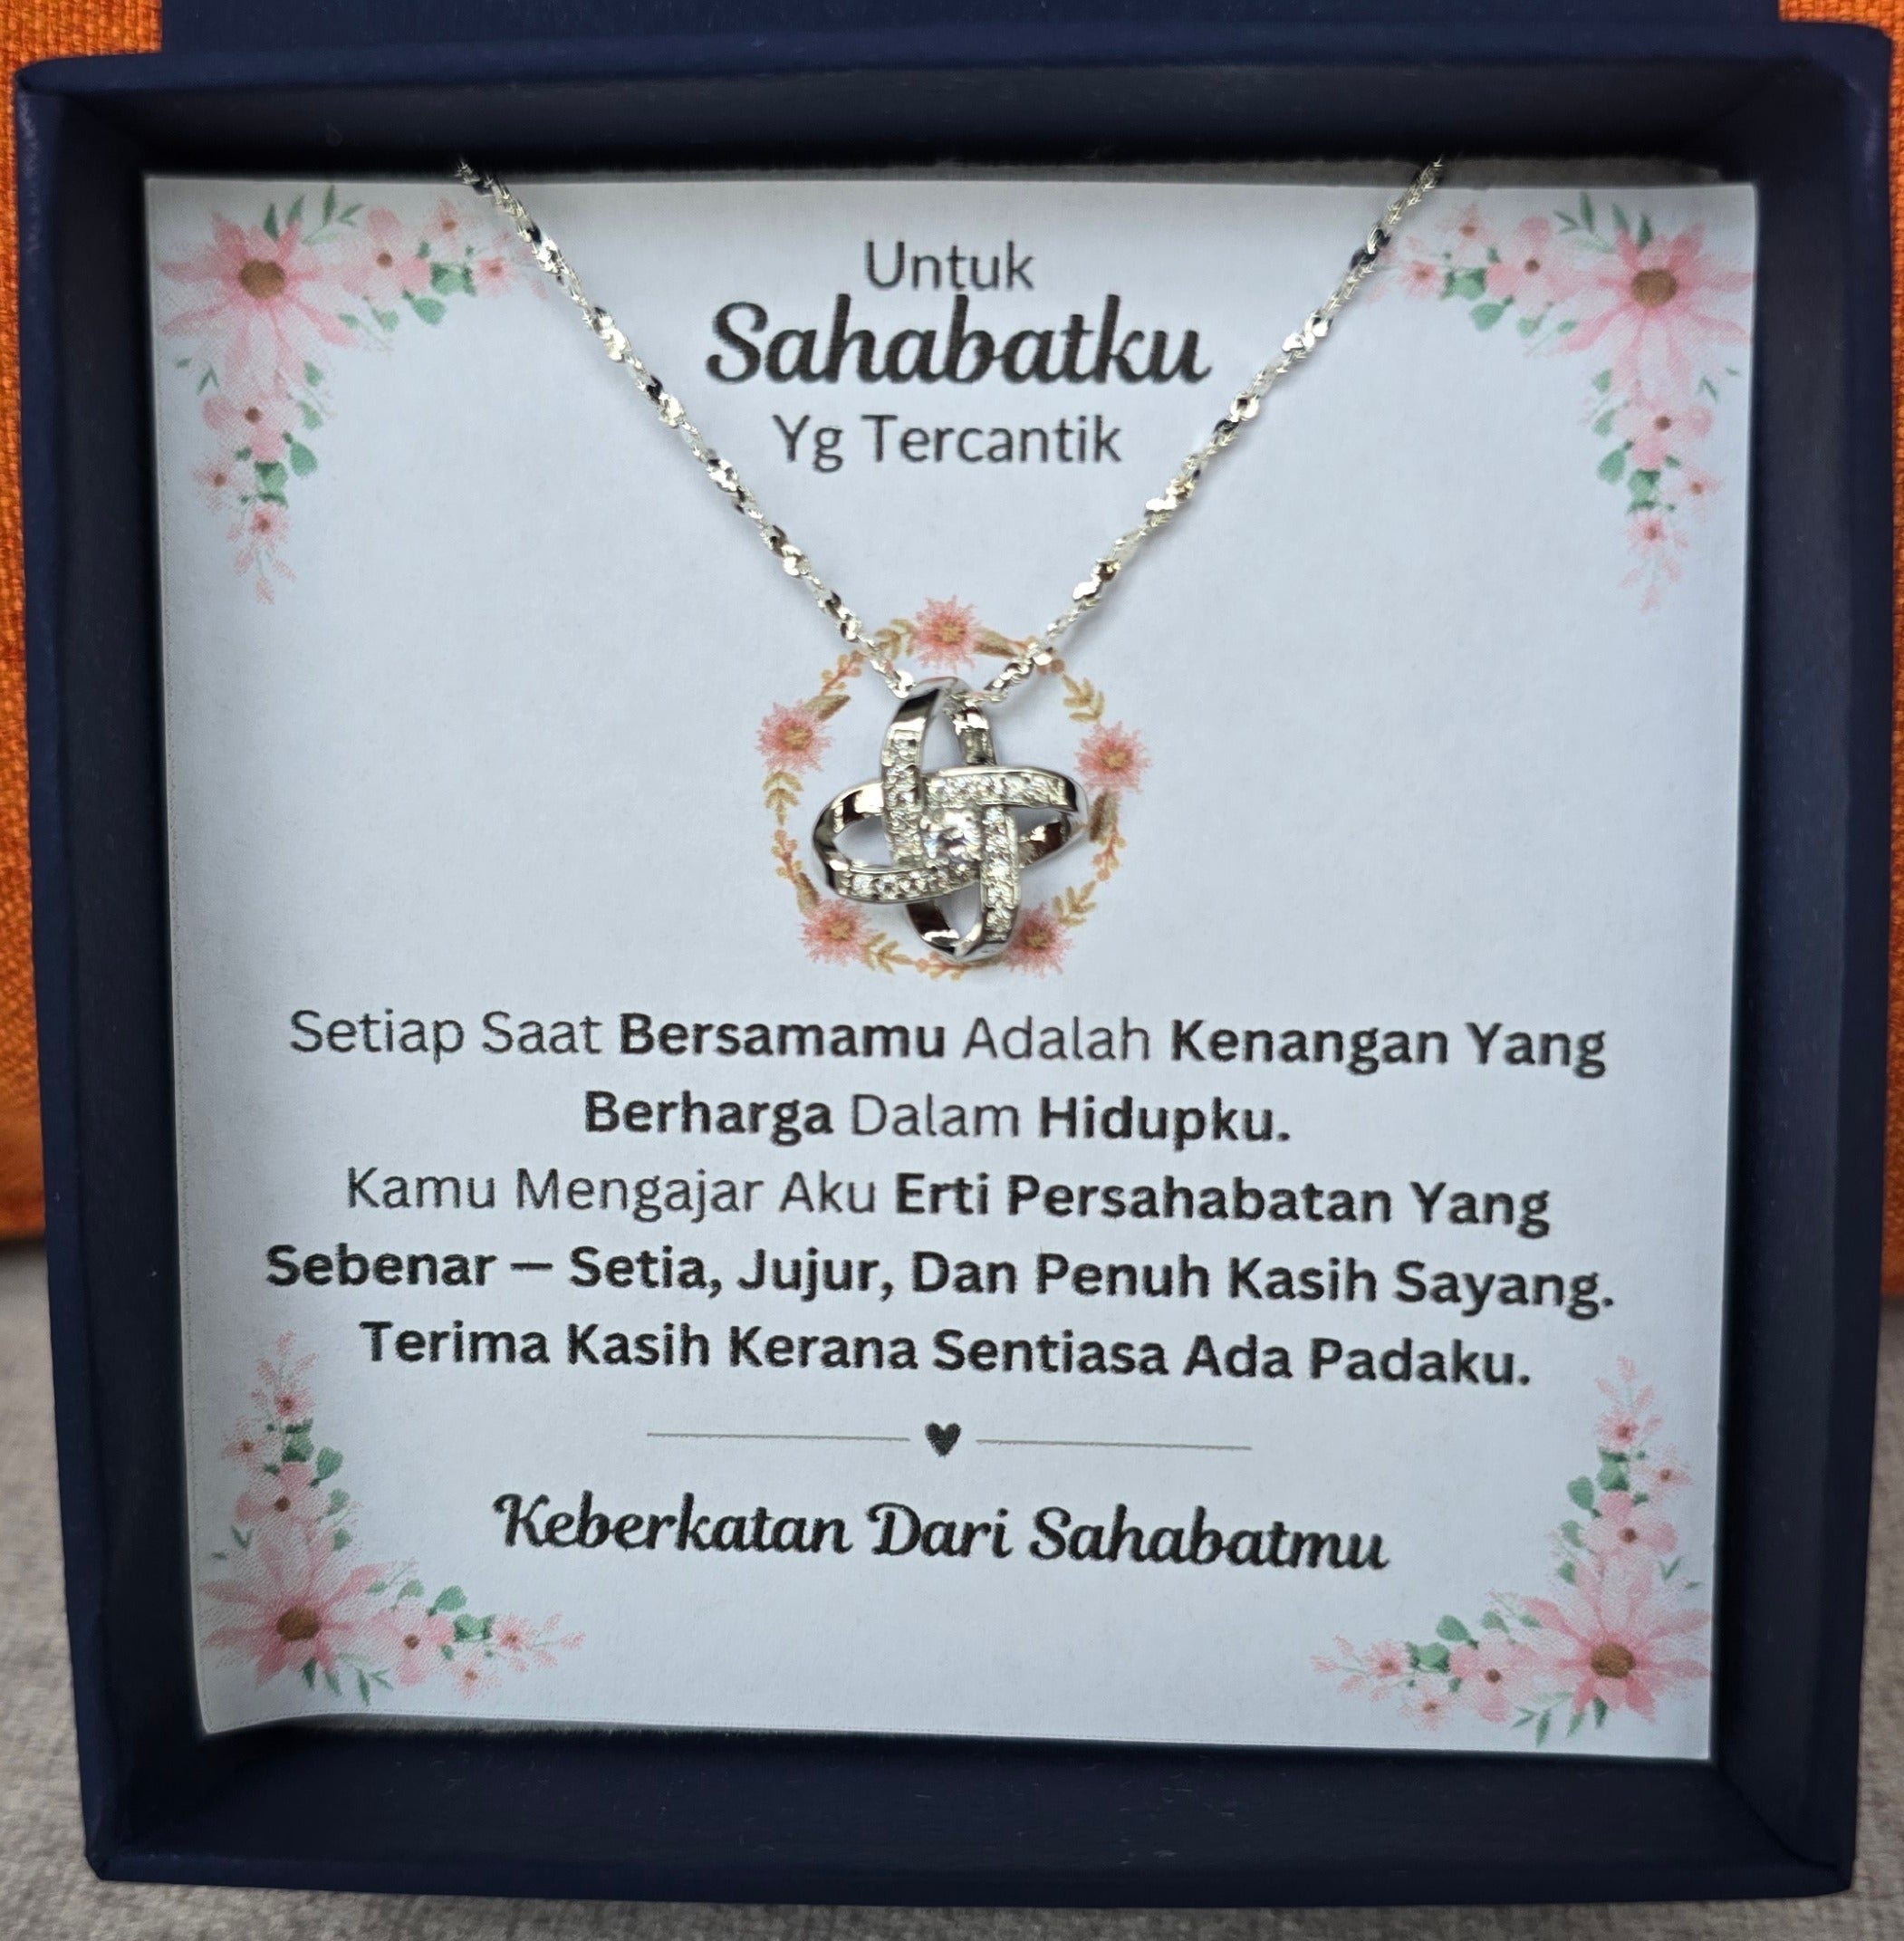 Untuk
Sahabatku
Yg Tercantik
Setiap Saat Bersamamu Adalah Kenangan Yang
Berharga Dalam Hidupku.
Kamu Mengajar Aku Erti Persahabatan Yang
Sebenar – Setia, Jujur, Dan Penuh Kasih Sayang.
Terima Kasih Kerana Sentiasa Ada Padaku.
Keberkatan Dari Sahabatmu